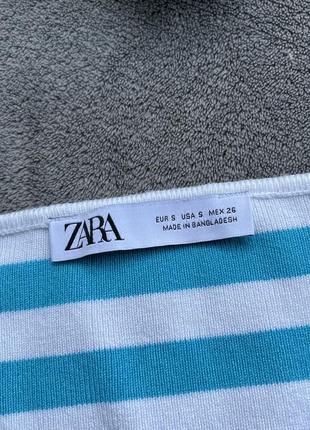 ZARA
EUR S USA S MEX 26
MADE IN BANGLADESH